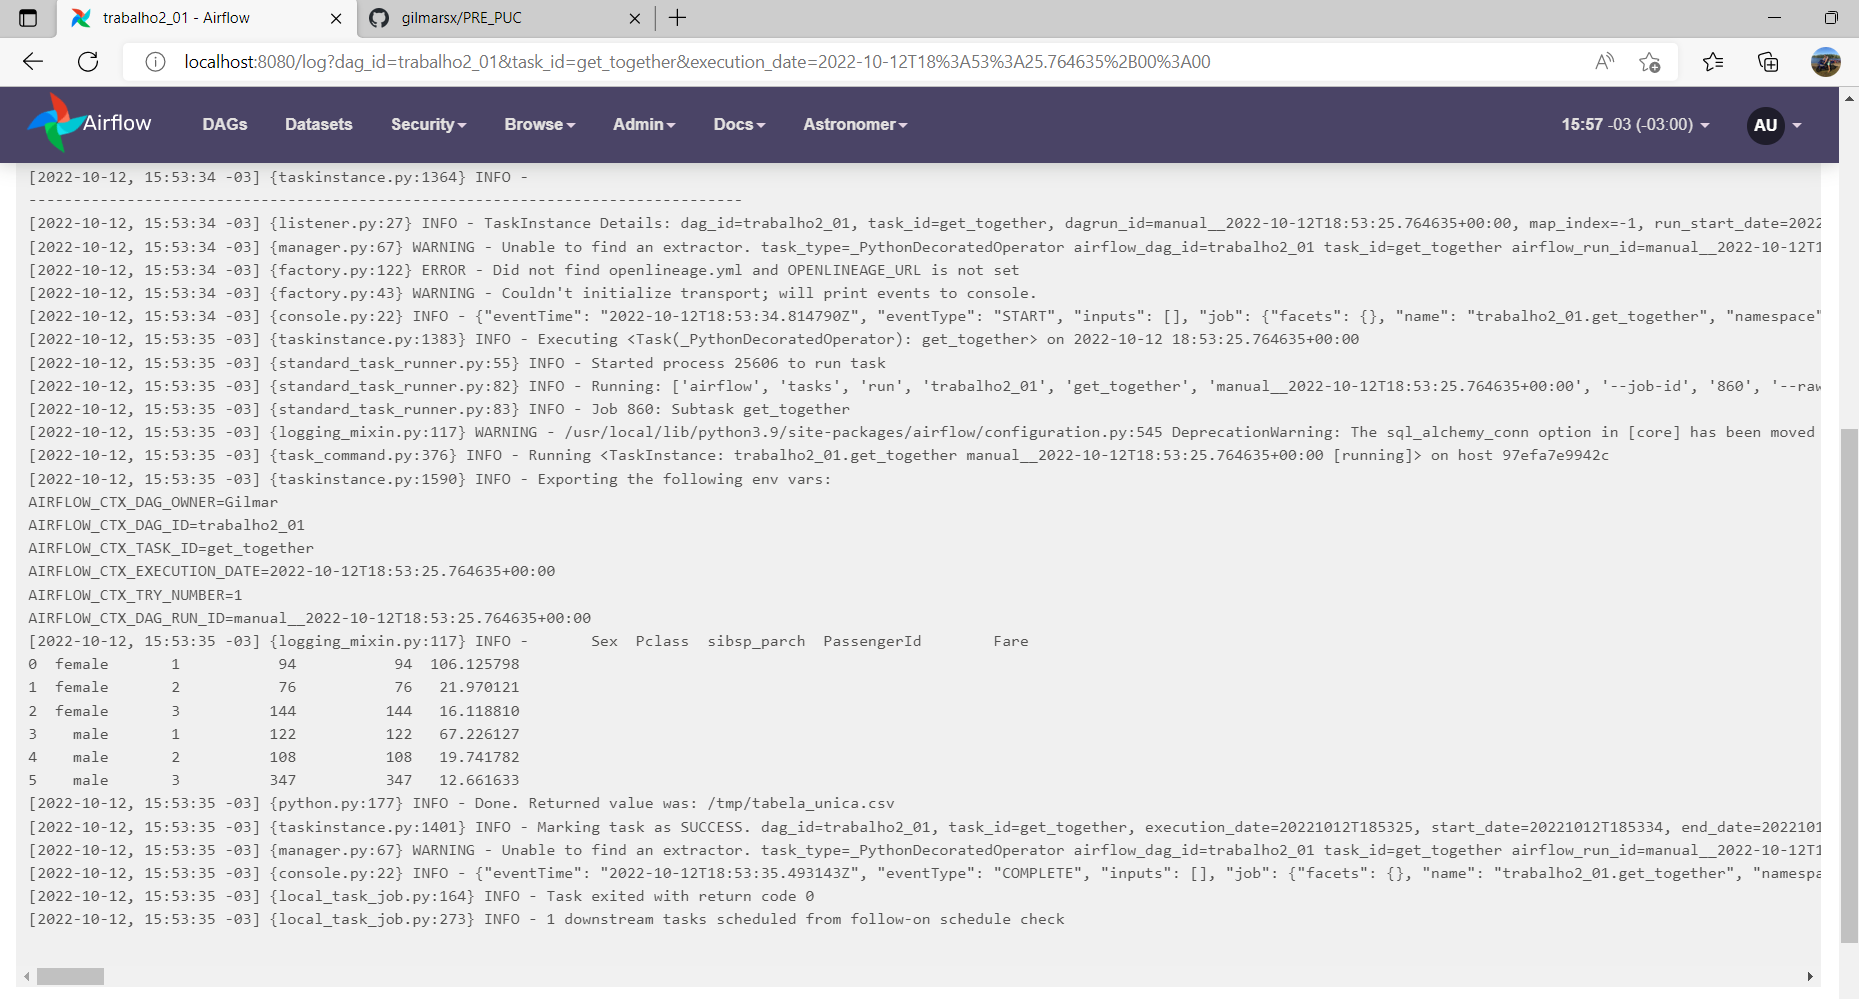 trabalho2_01 - Airflow
gilmarsx/PRE_PUC
localhost:8080/log?dag_id=trabalho2_01&task_id=get_together&execution_date=2022-10-12T18%3A53%3A25.764635%2B00%3A00
Airflow DAGs Datasets Security Browse Admin Docs Astronomer 15:57 -03 (-03:00) AU
[2022-10-12, 15:53:34 -03] {taskinstance.py:1364} INFO -
--------------------------------------------------------------------------------
[2022-10-12, 15:53:34 -03] {listener.py:27} INFO - TaskInstance Details: dag_id=trabalho2_01, task_id=get_together, dagrun_id=manual__2022-10-12T18:53:25.764635+00:00, map_index=-1, run_start_date=2022
[2022-10-12, 15:53:34 -03] {manager.py:67} WARNING - Unable to find an extractor. task_type=_PythonDecoratedOperator airflow_dag_id=trabalho2_01 task_id=get_together airflow_run_id=manual__2022-10-12T1
[2022-10-12, 15:53:34 -03] {factory.py:122} ERROR - Did not find openlineage.yml and OPENLINEAGE_URL is not set
[2022-10-12, 15:53:34 -03] {factory.py:43} WARNING - Couldn't initialize transport; will print events to console.
[2022-10-12, 15:53:34 -03] {console.py:22} INFO - {"eventTime": "2022-10-12T18:53:34.814790Z", "eventType": "START", "inputs": [], "job": {"facets": {}, "name": "trabalho2_01.get_together", "namespace"
[2022-10-12, 15:53:34 -03] {taskinstance.py:1383} INFO - Executing <Task(_PythonDecoratedOperator): get_together> on 2022-10-12 18:53:25.764635+00:00
[2022-10-12, 15:53:34 -03] {standard_task_runner.py:55} INFO - Started process 25606 to run task
[2022-10-12, 15:53:34 -03] {standard_task_runner.py:82} INFO - Running: ['airflow', 'tasks', 'run', 'trabalho2_01', 'get_together', 'manual__2022-10-12T18:53:25.764635+00:00', '--job-id', '860', '--raw
[2022-10-12, 15:53:34 -03] {standard_task_runner.py:83} INFO - Job 860: Subtask get_together
[2022-10-12, 15:53:35 -03] {logging_mixin.py:117} WARNING - /usr/local/lib/python3.9/site-packages/airflow/configuration.py:545 DeprecationWarning: The sql_alchemy_conn option in [core] has been moved
[2022-10-12, 15:53:35 -03] {task_command.py:376} INFO - Running <TaskInstance: trabalho2_01.get_together manual__2022-10-12T18:53:25.764635+00:00 [running]> on host 97efa7e9942c
[2022-10-12, 15:53:35 -03] {taskinstance.py:1590} INFO - Exporting the following env vars:
AIRFLOW_CTX_DAG_OWNER=Gilmar
AIRFLOW_CTX_DAG_ID=trabalho2_01
AIRFLOW_CTX_TASK_ID=get_together
AIRFLOW_CTX_EXECUTION_DATE=2022-10-12T18:53:25.764635+00:00
AIRFLOW_CTX_TRY_NUMBER=1
AIRFLOW_CTX_DAG_RUN_ID=manual__2022-10-12T18:53:25.764635+00:00
[2022-10-12, 15:53:35 -03] {logging_mixin.py:117} INFO -       Sex  Pclass  sibsp_parch  PassengerId        Fare
0  female       1           94           94  106.125798
1  female       2           76           76   21.970121
2  female       3          144          144   16.118810
3    male       1          122          122   67.226127
4    male       2          108          108   19.741782
5    male       3          347          347   12.661633
[2022-10-12, 15:53:35 -03] {python.py:177} INFO - Done. Returned value was: /tmp/tabela_unica.csv
[2022-10-12, 15:53:35 -03] {taskinstance.py:1401} INFO - Marking task as SUCCESS. dag_id=trabalho2_01, task_id=get_together, execution_date=20221012T185325, start_date=20221012T185334, end_date=2022101
[2022-10-12, 15:53:35 -03] {manager.py:67} WARNING - Unable to find an extractor. task_type=_PythonDecoratedOperator airflow_dag_id=trabalho2_01 task_id=get_together airflow_run_id=manual__2022-10-12T1
[2022-10-12, 15:53:35 -03] {console.py:22} INFO - {"eventTime": "2022-10-12T18:53:35.493143Z", "eventType": "COMPLETE", "inputs": [], "job": {"facets": {}, "name": "trabalho2_01.get_together", "namespa
[2022-10-12, 15:53:35 -03] {local_task_job.py:164} INFO - Task exited with return code 0
[2022-10-12, 15:53:35 -03] {local_task_job.py:273} INFO - 1 downstream tasks scheduled from follow-on schedule check